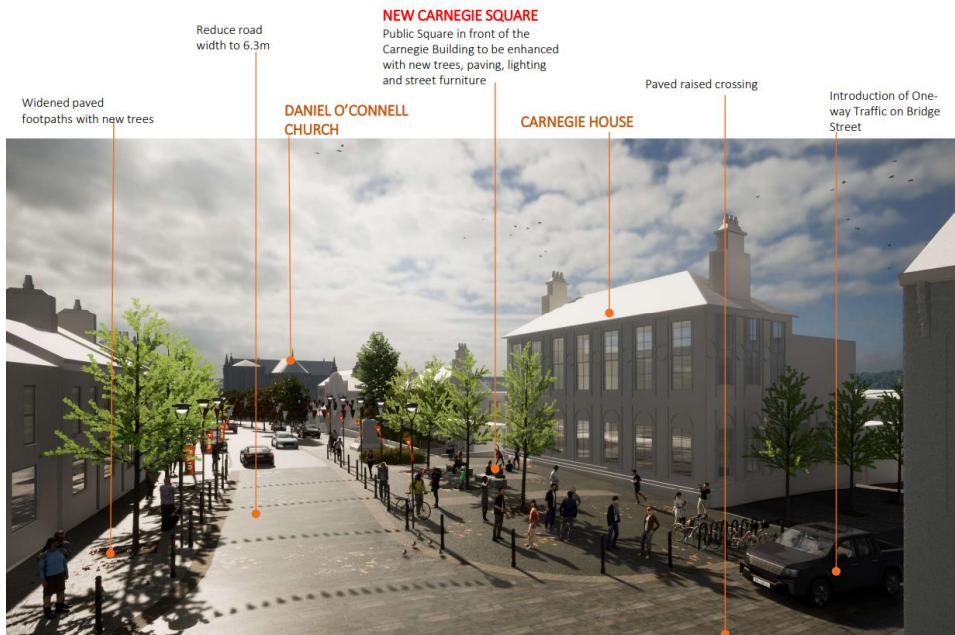 NEW CARNEGIE SQUARE
Public Square in front of the
Carnegie Building to be enhanced
with new trees, paving, lighting
and street furniture
Reduce road
width to 6.3m
Widened paved
footpaths with new trees
DANIEL O'CONNELL
CHURCH
CARNEGIE HOUSE
Paved raised crossing
Introduction of One-
way Traffic on Bridge
Street